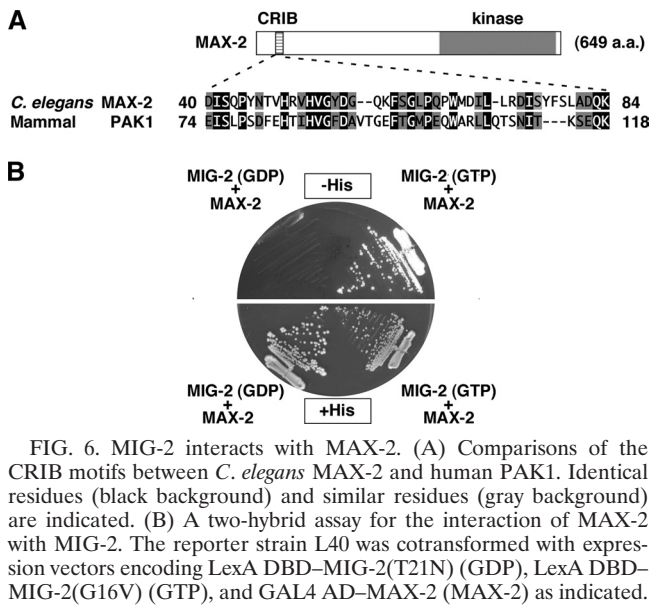 A
CRIB kinase
MAX-2 (649 a.a.)
C. elegans MAX-2 40 DISQPYNTVHRVHVGYDG--QKFSGLPQPWMDIL-LRDISYFSLADQK 84
Mammal PAK1 74 EISLPSDFEHTIHVGFDAVTGEFTGMPEQWARLLQTSNIT---KSEQK 118
B
MIG-2 (GDP)
+
MAX-2
-His
MIG-2 (GTP)
+
MAX-2
MIG-2 (GDP)
+
MAX-2
+His
MIG-2 (GTP)
+
MAX-2
FIG. 6. MIG-2 interacts with MAX-2. (A) Comparisons of the
CRIB motifs between C. elegans MAX-2 and human PAK1. Identical
residues (black background) and similar residues (gray background)
are indicated. (B) A two-hybrid assay for the interaction of MAX-2
with MIG-2. The reporter strain L40 was cotransformed with expres-
sion vectors encoding LexA DBD–MIG-2(T21N) (GDP), LexA DBD–
MIG-2(G16V) (GTP), and GAL4 AD–MAX-2 (MAX-2) as indicated.